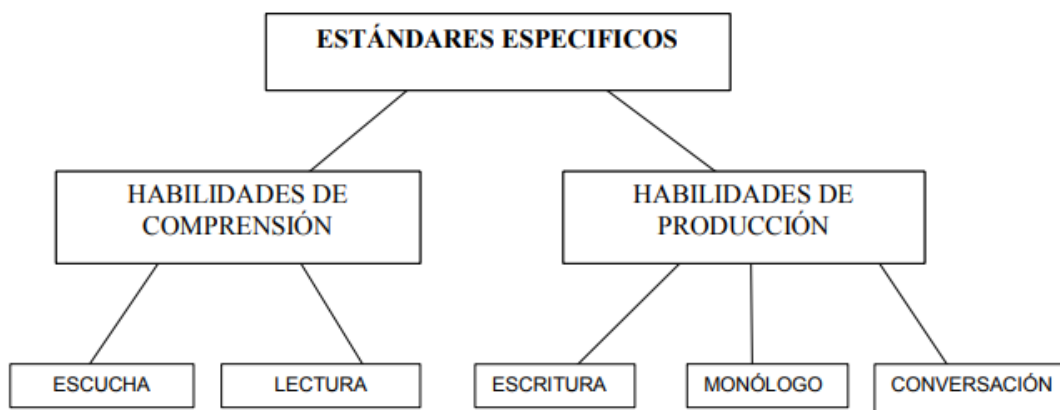 ESTÁNDARES ESPECIFICOS
HABILIDADES DE
COMPRENSIÓN
HABILIDADES DE
PRODUCCIÓN
ESCUCHA
LECTURA
ESCRITURA
MONÓLOGO
CONVERSACIÓN